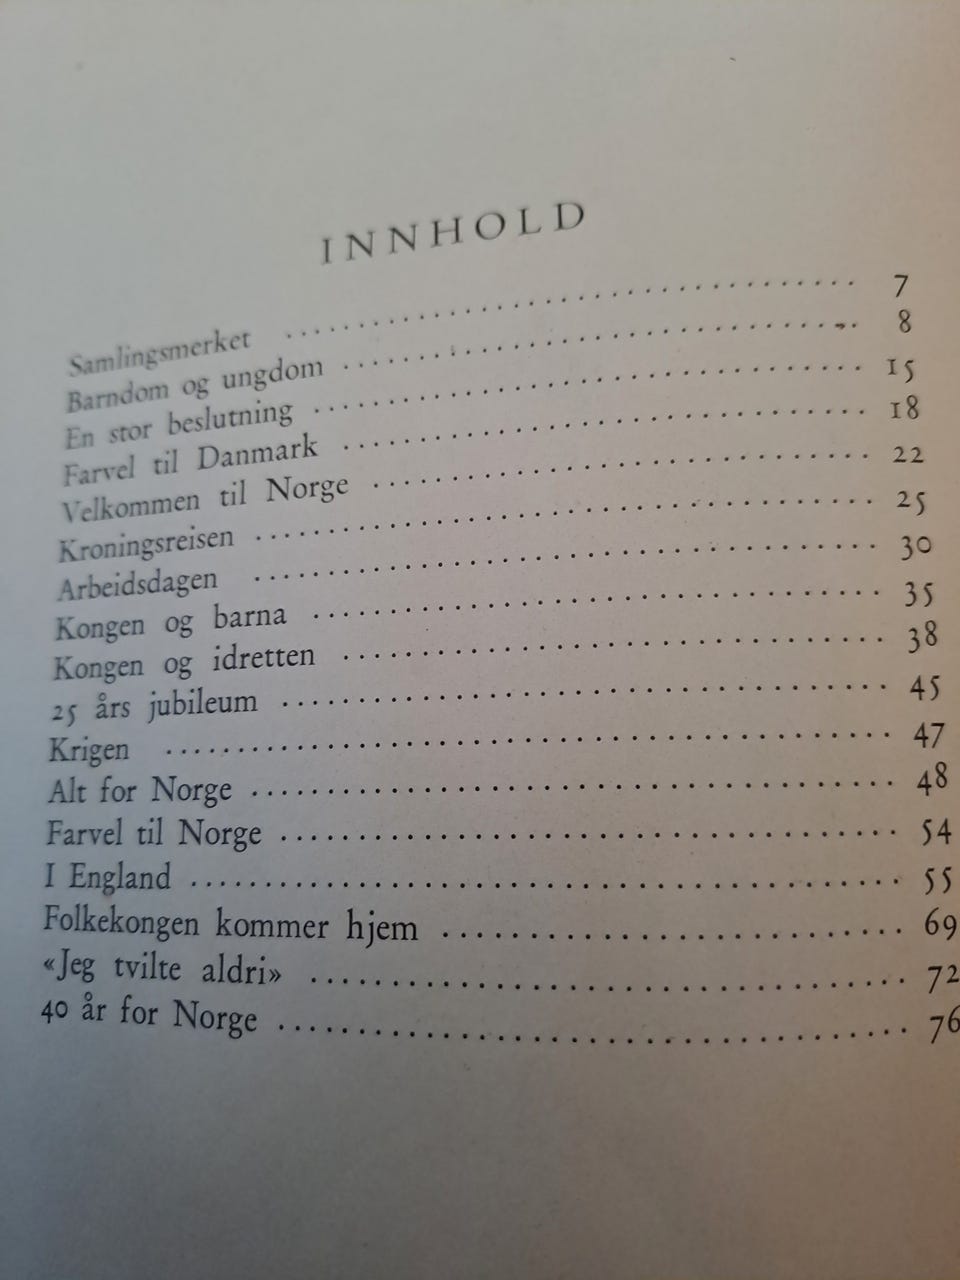 INNHOLD
Samlingsmerket .................................. 7
Barndom og ungdom .............................. 8
En stor beslutning ................................ 15
Farvel til Danmark .............................. 18
Velkommen til Norge ............................ 22
Kroningsreisen .................................. 25
Arbeidsdagen .................................. 30
Kongen og barna ................................ 35
Kongen og idretten .............................. 38
25 års jubileum .................................. 45
Krigen ........................................ 47
Alt for Norge .................................. 48
Farvel til Norge ................................ 54
I England ...................................... 55
Folkekongen kommer hjem .......................... 69
«Jeg tvilte aldri» ................................ 72
40 år for Norge .................................. 76